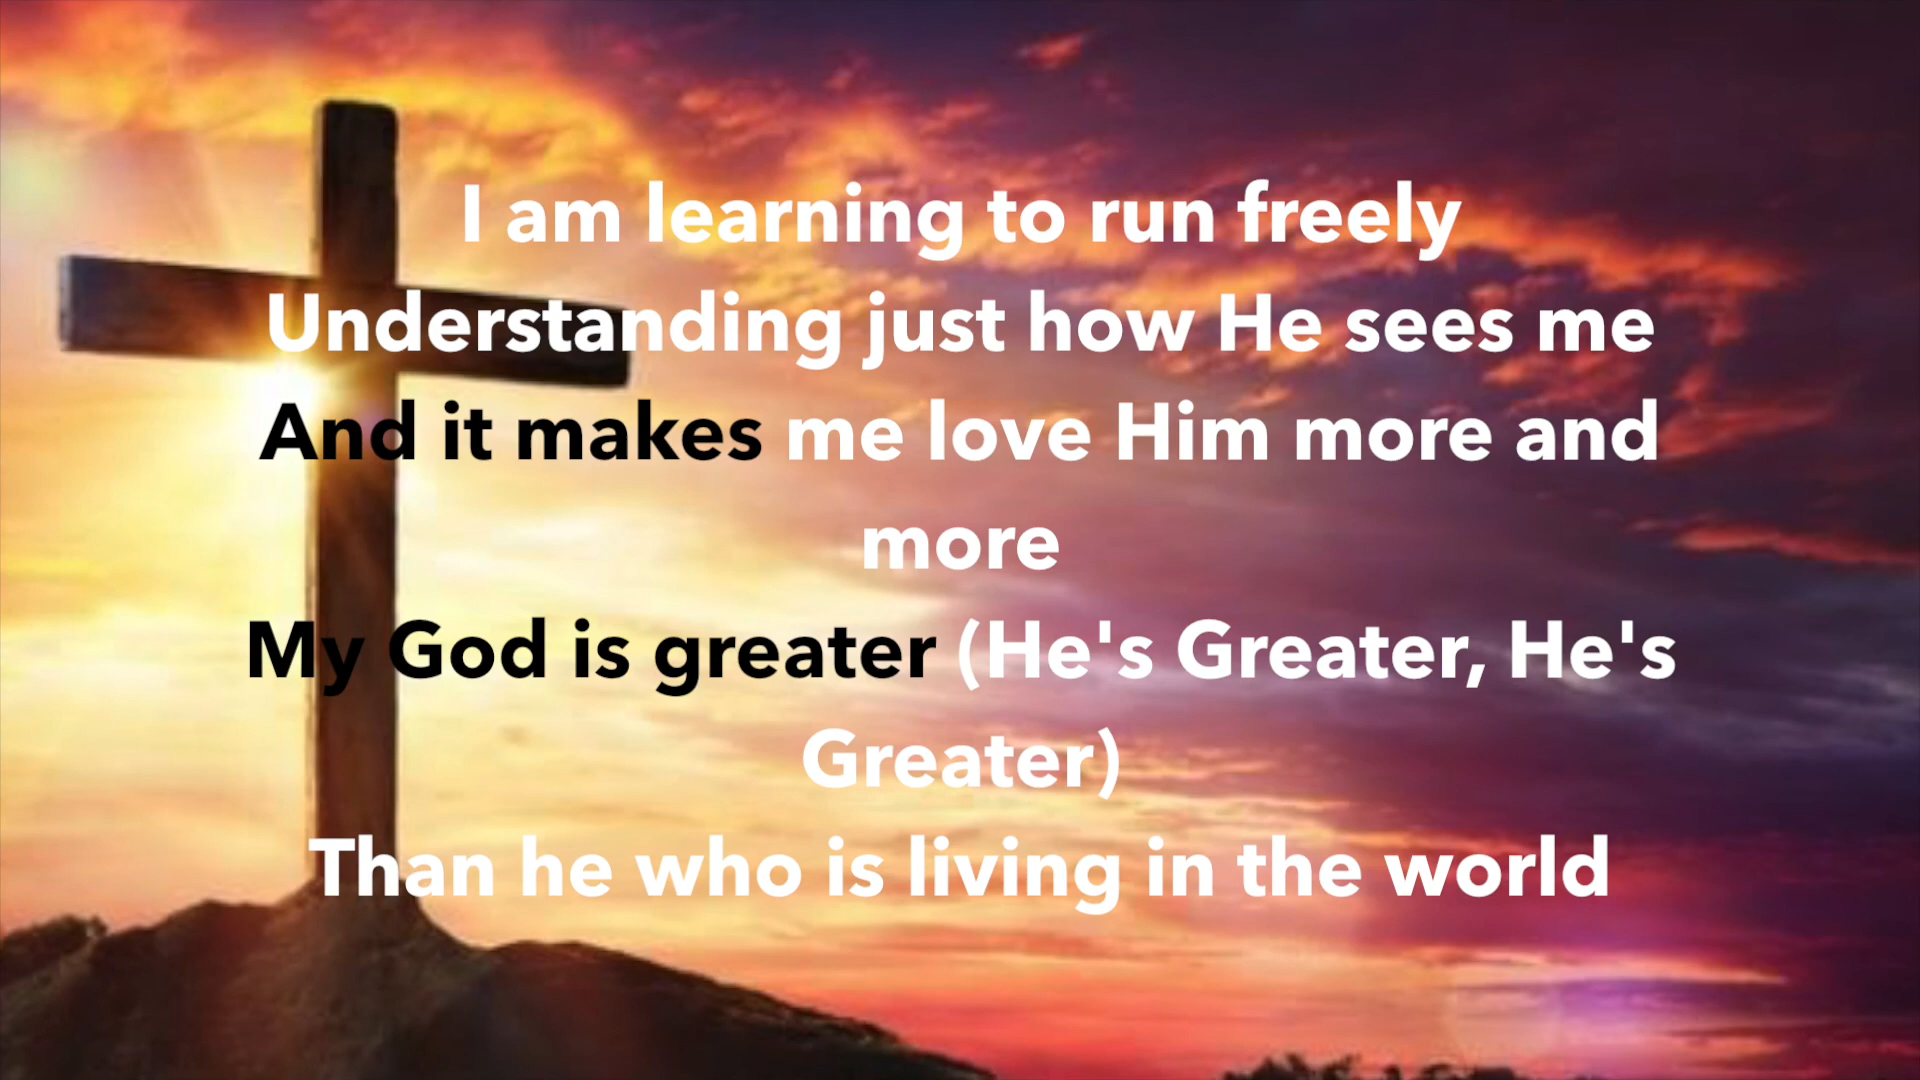 I am learning to run freely
Understanding just how He sees me
And it makes me love Him more and
more
My God is greater (He's Greater, He's
Greater)
Than he who is living in the world